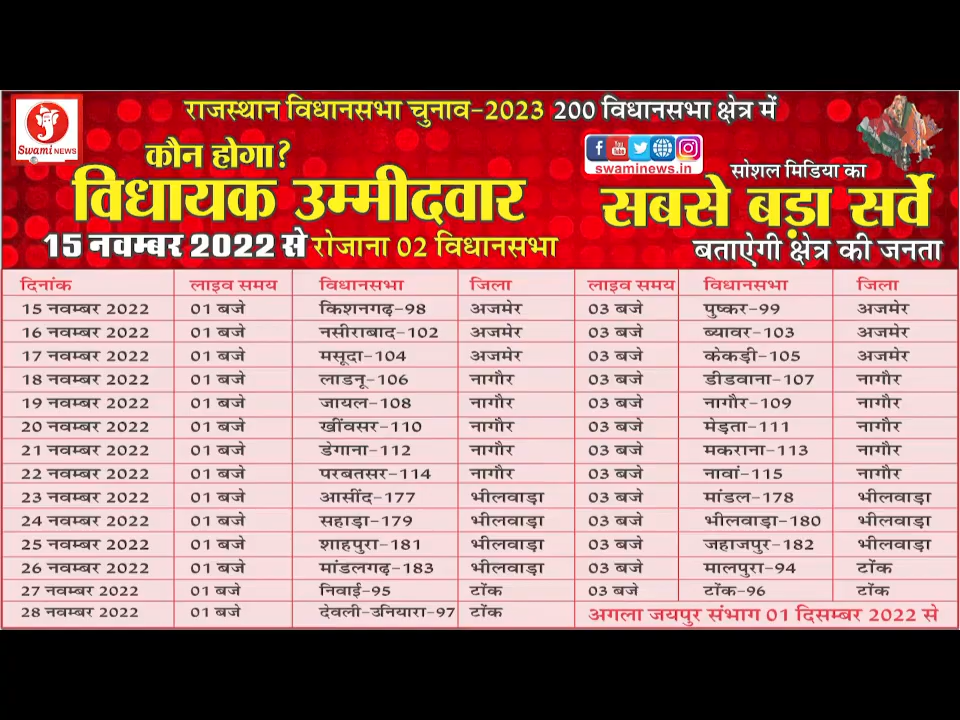 राजस्थान विधानसभा चुनाव-2023 200 विधानसभा क्षेत्र में
Swami NEWS
कौन होगा?
विधायक उम्मीदवार
15 नवम्बर 2022 से रोजाना 02 विधानसभा
You Tube
swaminews.in
सोशल मिडिया का
सबसे बड़ा सर्वे
बताऐगी क्षेत्र की जनता
दिनांक लाइव समय विधानसभा जिला लाइव समय विधानसभा जिला
15 नवम्बर 2022 01 बजे किशनगढ़-98 अजमेर 03 बजे पुष्कर-99 अजमेर
16 नवम्बर 2022 01 बजे नसीराबाद-102 अजमेर 03 बजे ब्यावर-103 अजमेर
17 नवम्बर 2022 01 बजे मसूदा-104 अजमेर 03 बजे केकड़ी-105 अजमेर
18 नवम्बर 2022 01 बजे लाडनू-106 नागौर 03 बजे डीडवाना-107 नागौर
19 नवम्बर 2022 01 बजे जायल-108 नागौर 03 बजे नागौर-109 नागौर
20 नवम्बर 2022 01 बजे खींवसर-110 नागौर 03 बजे मेड़ता-111 नागौर
21 नवम्बर 2022 01 बजे डेगाना-112 नागौर 03 बजे मकराना-113 नागौर
22 नवम्बर 2022 01 बजे परबतसर-114 नागौर 03 बजे नावां-115 नागौर
23 नवम्बर 2022 01 बजे आसींद-177 भीलवाड़ा 03 बजे मांडल-178 भीलवाड़ा
24 नवम्बर 2022 01 बजे सहाड़ा-179 भीलवाड़ा 03 बजे भीलवाड़ा-180 भीलवाड़ा
25 नवम्बर 2022 01 बजे शाहपुरा-181 भीलवाड़ा 03 बजे जहाजपुर-182 भीलवाड़ा
26 नवम्बर 2022 01 बजे मांडलगढ़-183 भीलवाड़ा 03 बजे मालपुरा-94 टोंक
27 नवम्बर 2022 01 बजे निवाई-95 टोंक 03 बजे टोंक-96 टोंक
28 नवम्बर 2022 01 बजे देवली-उनियारा-97 टोंक अगला जयपुर संभाग 01 दिसम्बर 2022 से